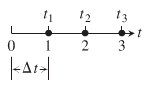 t₁ t₂ t₃
t
0 1 2 3
Δt